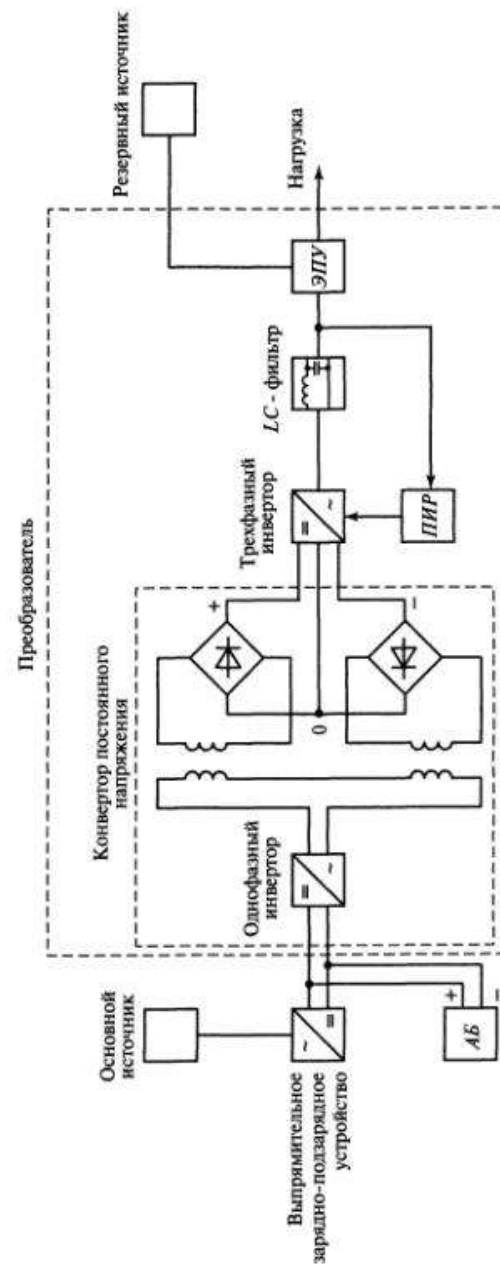 Преобразователь
Резервный источник
Конвертор постоянного
напряжения
Трехфазный
инвертор
LC - фильтр
ЭПУ
Нагрузка
Основной
источник
Однофазный
инвертор
+
0
−
=
~
ПИР
~
=
=
~
Выпрямительное
зарядно-подзарядное
устройство
+
−
АБ